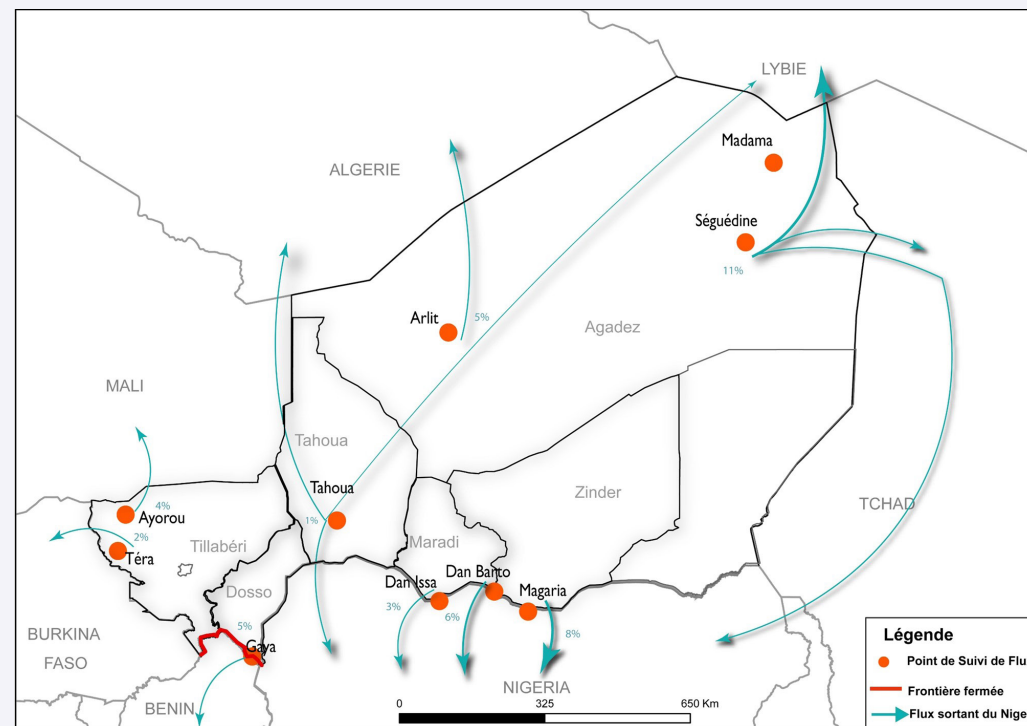 LYBIE
Madama
ALGERIE
Séguédine
11%
Arlit
5%
Agadez
MALI
Tahoua
Tahoua
1%
Zinder
TCHAD
4%
Ayorou
2%
Téra
Tillabéri
Maradi
Dosso
Dan Issa
Dan Barto
Magaria
3%
6%
8%
5%
Gaya
BURKINA
FASO
BENIN
NIGERIA
0 325 650 Km
Légende
Point de Suivi de Flu
Frontière fermée
Flux sortant du Nige